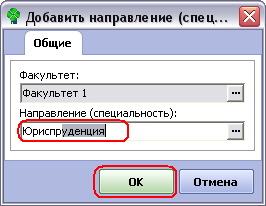 Добавить направление (спец...
Общие
Факультет:
Факультет 1
...
Направление (специальность):
Юриспруденция
...
OK
Отмена